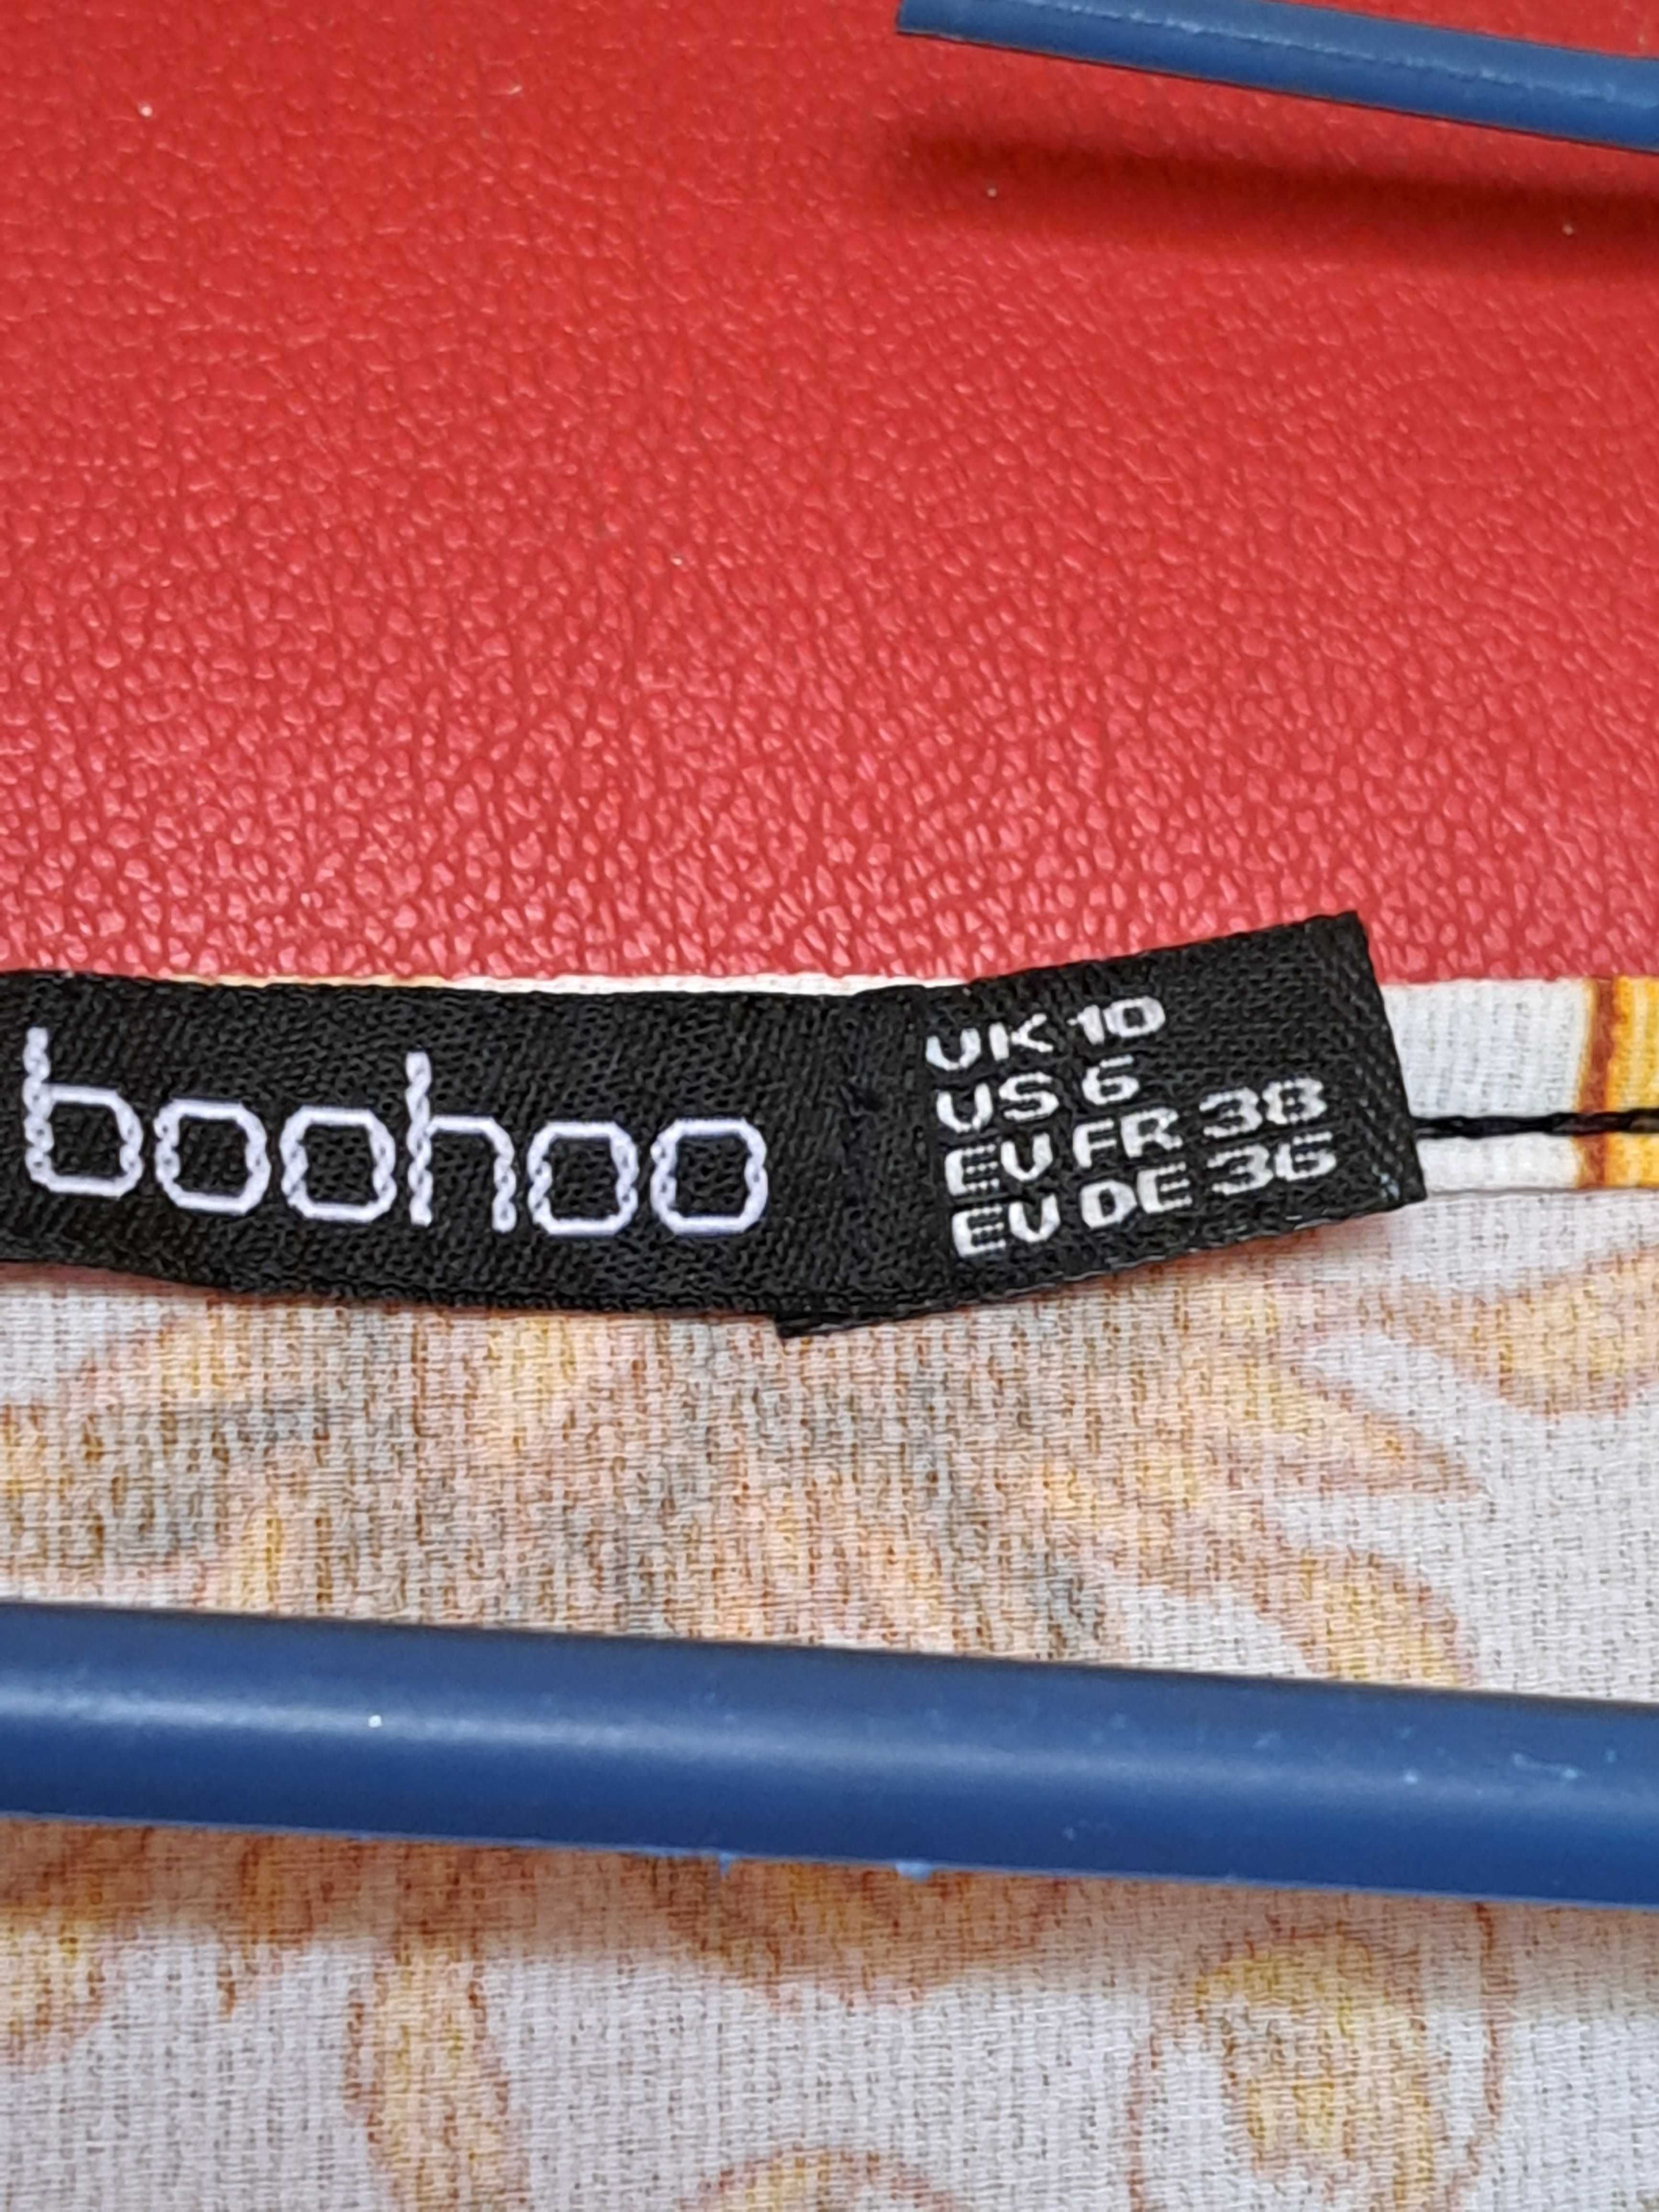 boohoo
UK 10
US 6
EU FR 38
EU DE 36